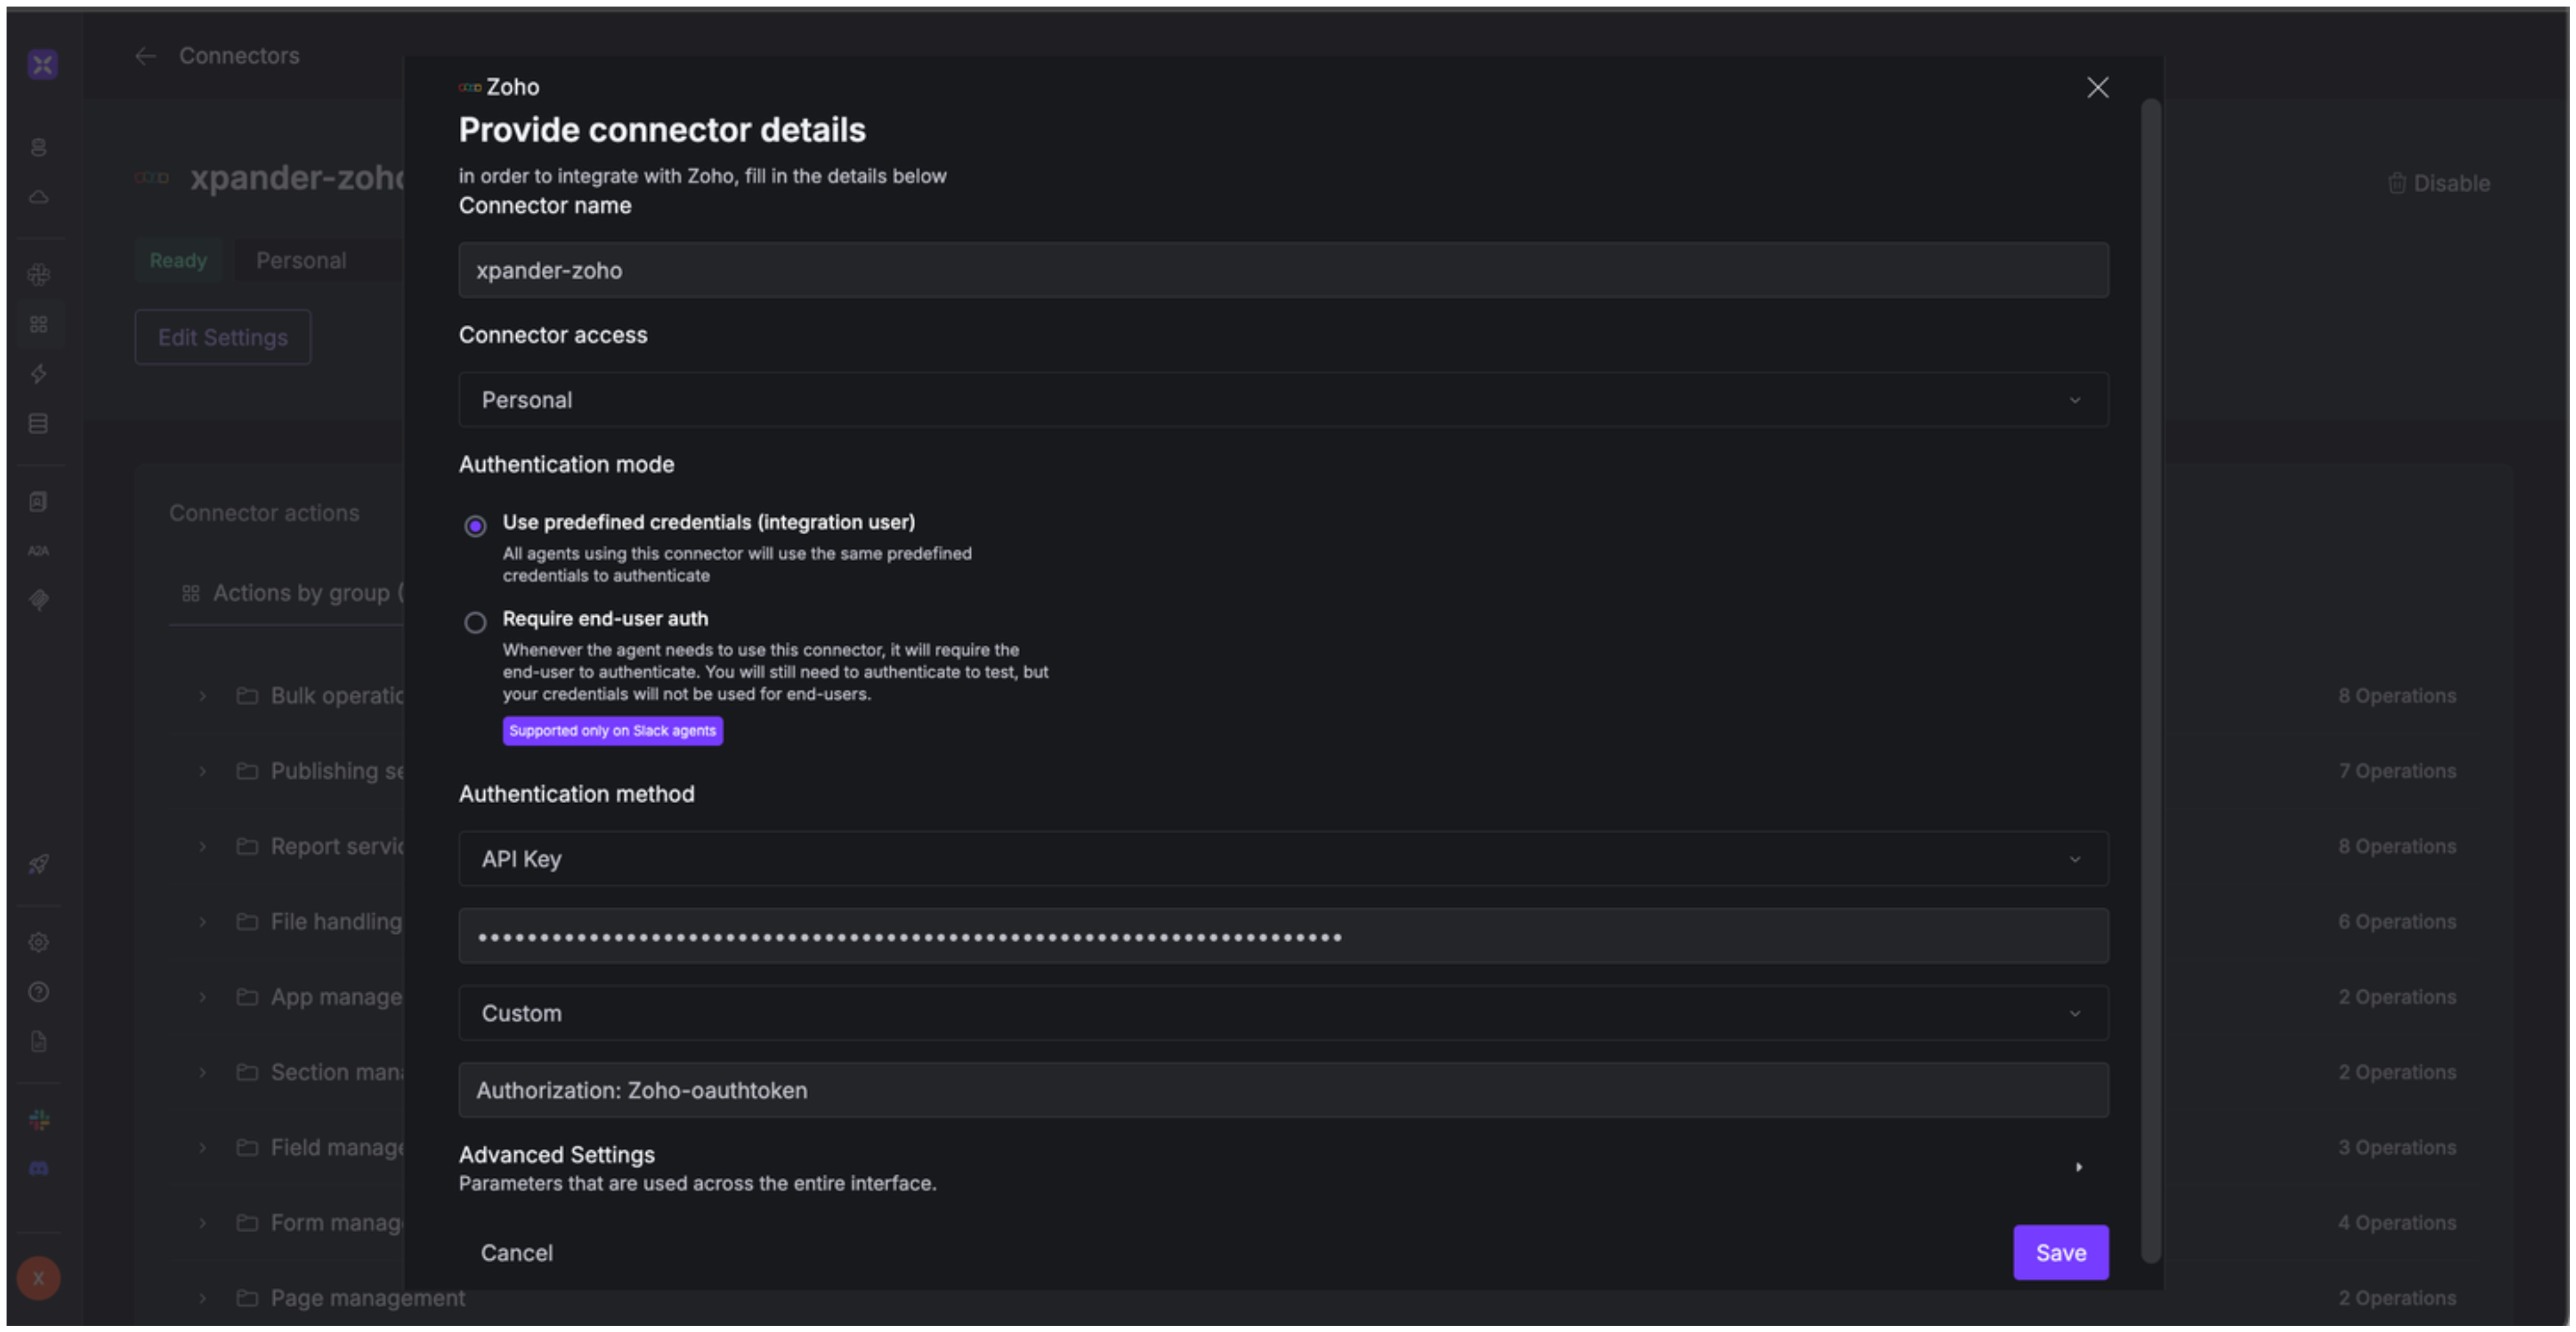 Connectors
xpander-zoho
Disable
Ready
Personal
Edit Settings
Connector actions
Actions by group (
Bulk operatio
8 Operations
Publishing se
7 Operations
Report servic
8 Operations
File handling
6 Operations
App manage
2 Operations
Section mana
2 Operations
Field manage
3 Operations
Form manag
4 Operations
Page management
2 Operations
A2A
X
Zoho
Provide connector details
in order to integrate with Zoho, fill in the details below
Connector name
xpander-zoho
Connector access
Personal
Authentication mode
Use predefined credentials (integration user)
All agents using this connector will use the same predefined
credentials to authenticate
Require end-user auth
Whenever the agent needs to use this connector, it will require the
end-user to authenticate. You will still need to authenticate to test, but
your credentials will not be used for end-users.
Supported only on Slack agents
Authentication method
API Key
Custom
Authorization: Zoho-oauthtoken
Advanced Settings
Parameters that are used across the entire interface.
Cancel
Save